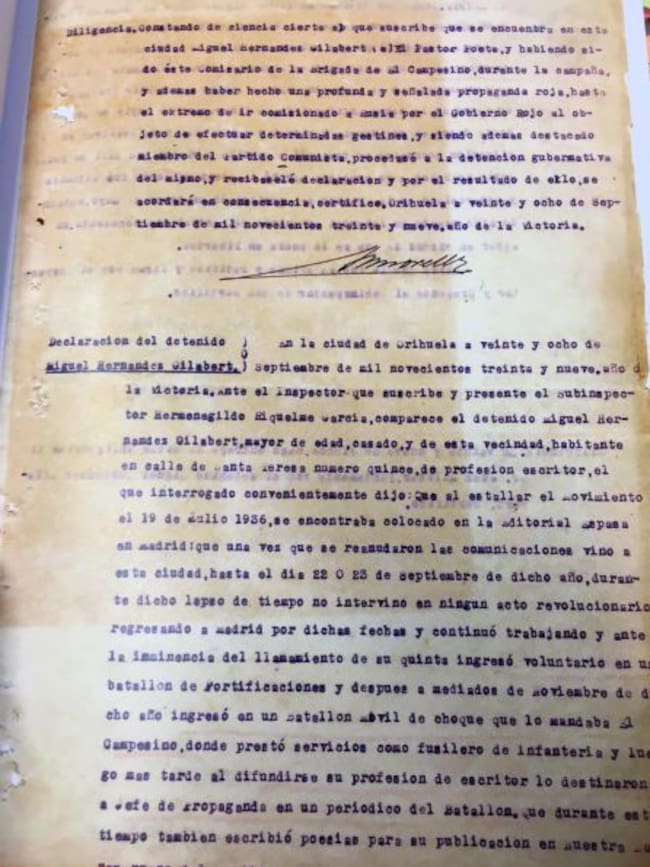 Diligencia.Constando de ciencia cierta al que suscribe que se encuentra en esta
ciudad Miguel Hernandez Gilabert (a)El Pastor Poeta,y habiendo si-
do éste Comisario de la Brigada de El Campesino,durante la campaña,
y ademas haber hecho una profunda y señalada propaganda roja,hasta
el extremo de ir comisionado a Rusia por el Gobierno Rojo al ob-
jeto de efectuar determinadas gestines,y siendo ademas destacado
miembro del Partido Comunista,procedasé a la detencion gubernativa
del mismo,y recibaselé declaracion y por el resultado de ello,se
acordará en consecuencia,certifico.Orihuela a veinte y ocho de Sep-
tiembre de mil novecientos treinta y nueve.año de la Victoria.
Declaracion del detenido ) En la ciudad de Orihuela a veinte y ocho de
Miguel Hernandez Gilabert.) Septiembre de mil novecientos treinta y nueve.año d
la Victoria.Ante el Inspector que suscribe y presente el Subinspec-
tor Hermenegildo Riquelme Garcia,comparece el detenido Miguel Her-
nandez Gilabert,mayor de edad,casado,y de esta vecindad,habitante
en calle de Santa Teresa numero quince,de profesion escritor,el
que interrogado convenientemente dijo:Que al estallar el Movimiento
el 19 de Julio 1936,se encontraba colocado en la Editorial Espasa
en Madrid:que una vez que se reanudaron las comunicaciones vino a
esta ciudad,hasta el dia 22 O 23 de Septiembre de dicho año,duran-
te dicho lapso de tiempo no intervino en ningun acto revolucionario
regresando a Madrid por dichas fechas y continuó trabajando y ante
la imminencia del llamamiento de su quinta ingresó voluntario en un
batallon de Fortificaciones y despues a mediados de Noviembre de d
cho año ingresó en un Batallon Móvil de choque que lo mandaba El
Campesino,donde prestó servicios como fusilero de infanteria y lue
go mas tarde al difundirse su profesion de escritor lo destinaron
a Jefe de Propaganda en un periodico del Batallon.que durante est
tiempo tambien escribió poesias para su publicacion en Nuestra